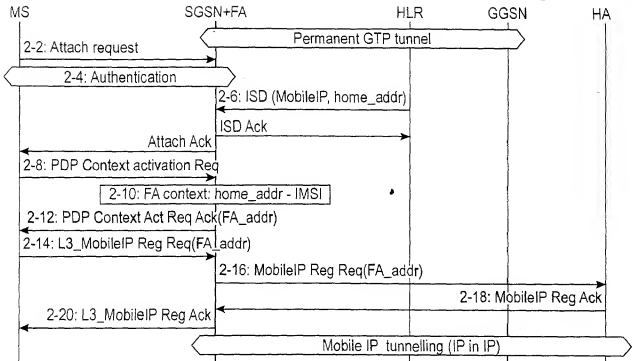 MS SGSN+FA HLR GGSN HA
Permanent GTP tunnel
2-2: Attach request
2-4: Authentication
2-6: ISD (MobileIP, home_addr)
ISD Ack
Attach Ack
2-8: PDP Context activation Req
2-10: FA context: home_addr - IMSI
2-12: PDP Context Act Req Ack(FA_addr)
2-14: L3_MobileIP Reg Req(FA_addr)
2-16: MobileIP Reg Req(FA_addr)
2-18: MobileIP Reg Ack
2-20: L3_MobileIP Reg Ack
Mobile IP tunnelling (IP in IP)